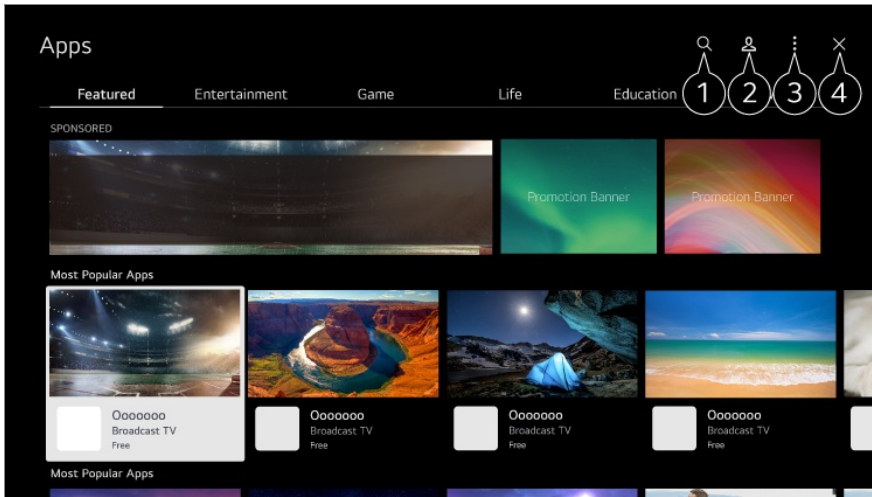 Apps
Featured Entertainment Game Life Education
1 2 3 4
SPONSORED
Promotion Banner Promotion Banner
Most Popular Apps
Ooooooo Ooooooo Ooooooo Ooooooo
Broadcast TV Broadcast TV Broadcast TV Broadcast TV
Free Free Free Free
Most Popular Apps